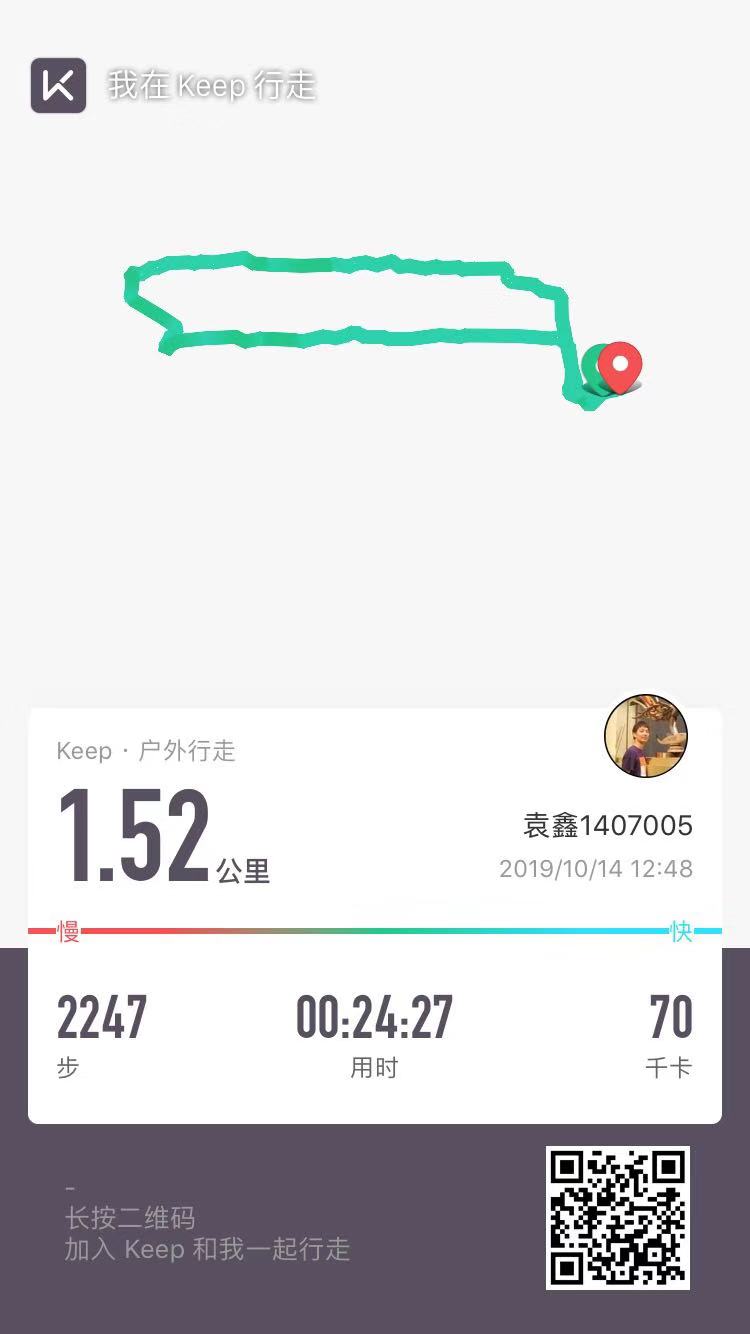 我在 Keep 行走
Keep · 户外行走
1.52公里
袁鑫1407005
2019/10/14 12:48
慢
快
2247
00:24:27
70
步
用时
千卡
-
长按二维码
加入 Keep 和我一起行走